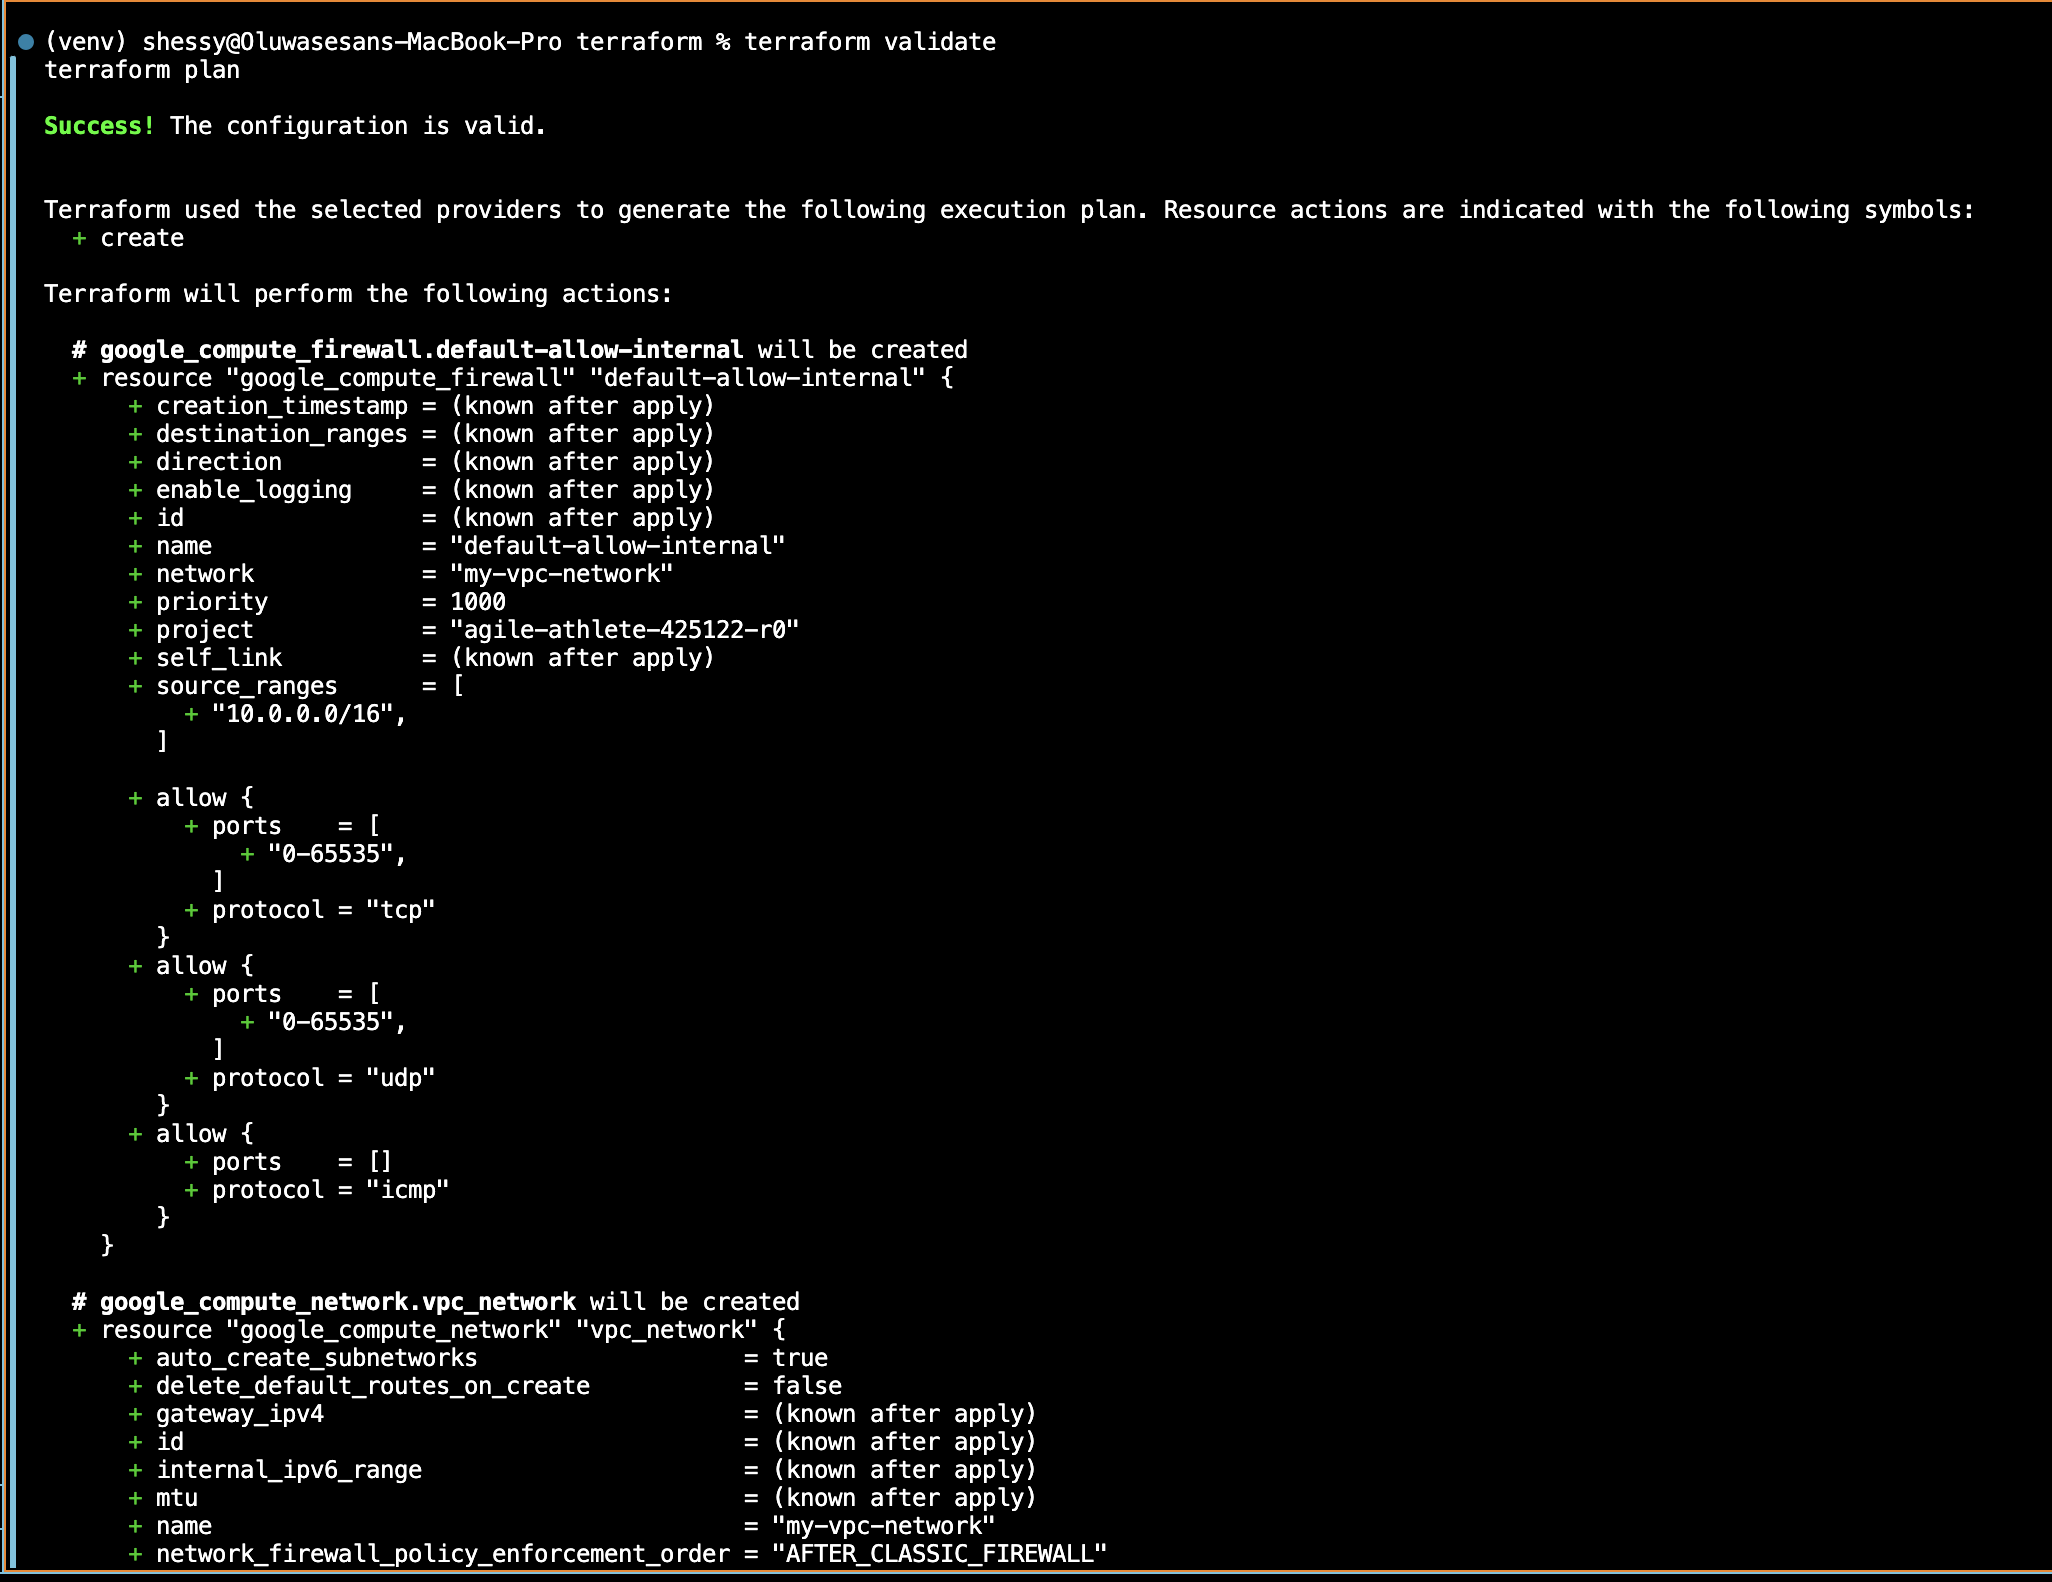 (venv) shessy@Oluwasesans-MacBook-Pro terraform % terraform validate
terraform plan
Success! The configuration is valid.
Terraform used the selected providers to generate the following execution plan. Resource actions are indicated with the following symbols:
  + create
Terraform will perform the following actions:
  # google_compute_firewall.default-allow-internal will be created
  + resource "google_compute_firewall" "default-allow-internal" {
      + creation_timestamp = (known after apply)
      + destination_ranges = (known after apply)
      + direction          = (known after apply)
      + enable_logging     = (known after apply)
      + id                 = (known after apply)
      + name               = "default-allow-internal"
      + network            = "my-vpc-network"
      + priority           = 1000
      + project            = "agile-athlete-425122-r0"
      + self_link          = (known after apply)
      + source_ranges      = [
          + "10.0.0.0/16",
        ]
      + allow {
          + ports    = [
              + "0-65535",
            ]
          + protocol = "tcp"
        }
      + allow {
          + ports    = [
              + "0-65535",
            ]
          + protocol = "udp"
        }
      + allow {
          + ports    = []
          + protocol = "icmp"
        }
    }
  # google_compute_network.vpc_network will be created
  + resource "google_compute_network" "vpc_network" {
      + auto_create_subnetworks                   = true
      + delete_default_routes_on_create           = false
      + gateway_ipv4                              = (known after apply)
      + id                                        = (known after apply)
      + internal_ipv6_range                       = (known after apply)
      + mtu                                       = (known after apply)
      + name                                      = "my-vpc-network"
      + network_firewall_policy_enforcement_order = "AFTER_CLASSIC_FIREWALL"